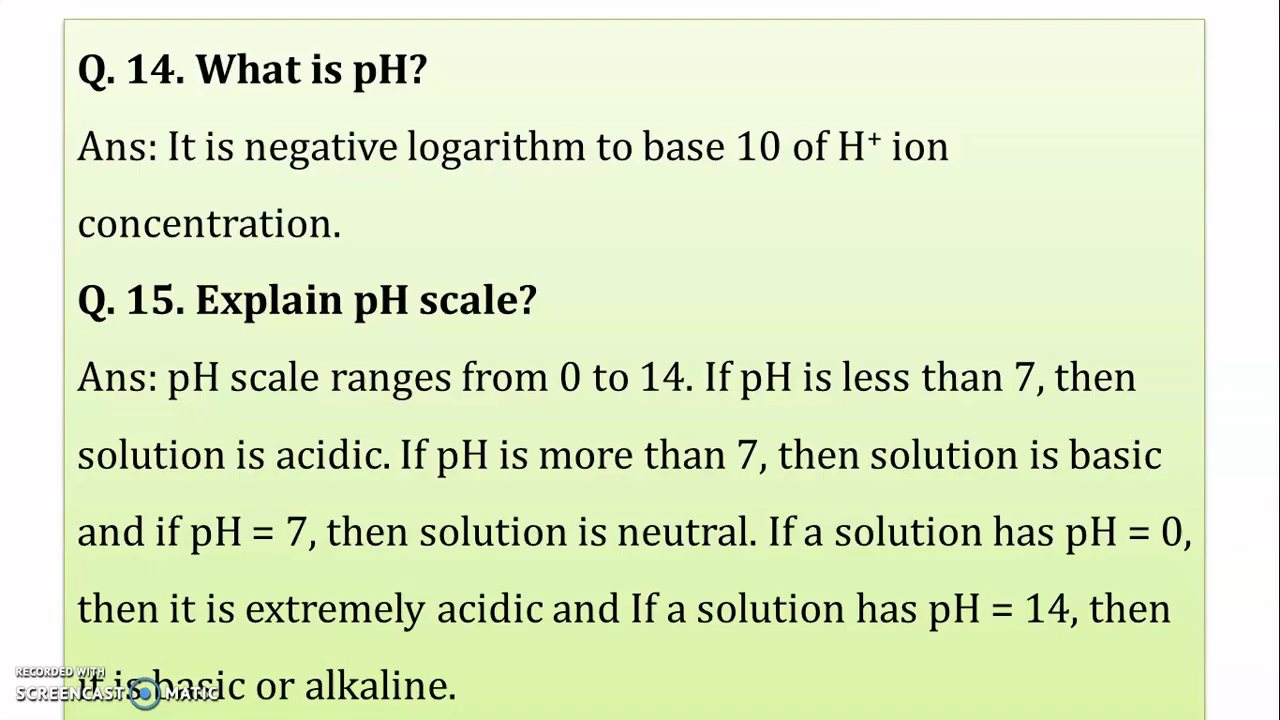 Q. 14. What is pH?
Ans: It is negative logarithm to base 10 of H⁺ ion
concentration.
Q. 15. Explain pH scale?
Ans: pH scale ranges from 0 to 14. If pH is less than 7, then
solution is acidic. If pH is more than 7, then solution is basic
and if pH = 7, then solution is neutral. If a solution has pH = 0,
then it is extremely acidic and If a solution has pH = 14, then
it is basic or alkaline.
RECORDED WITH
SCREENCAST MATIC